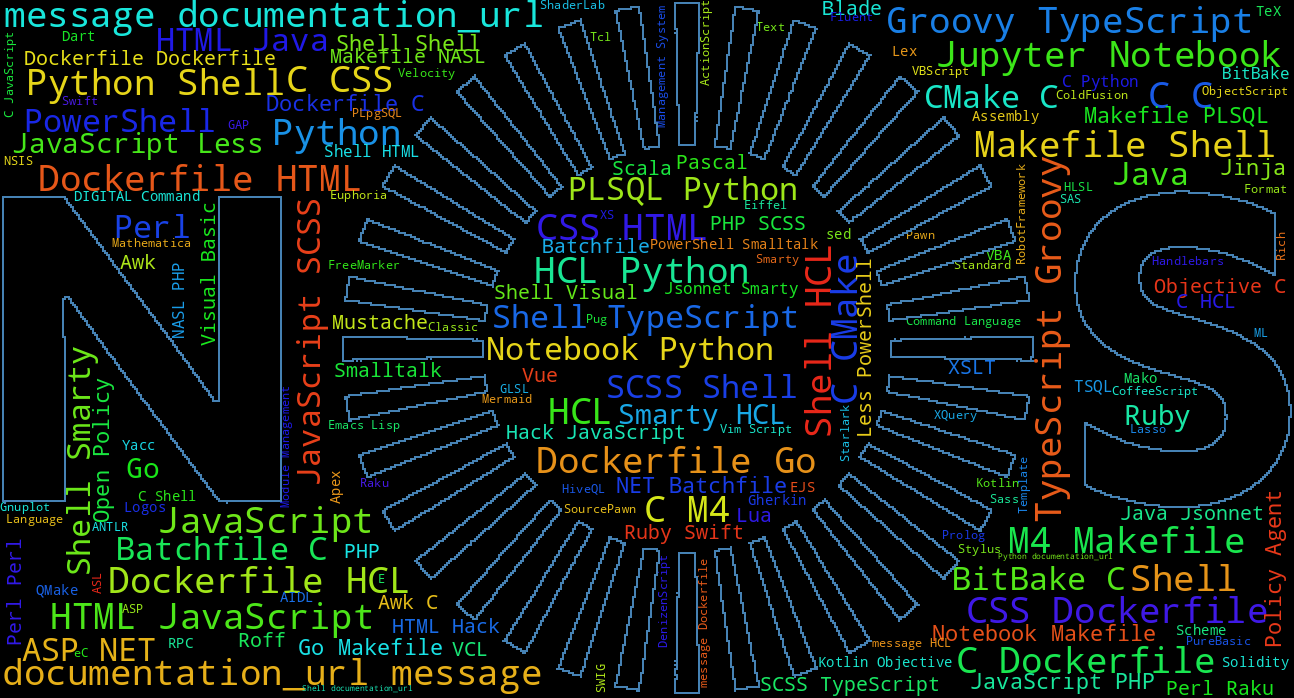 message documentation_url
ShaderLab
Blade
Fluent
Groovy TypeScript
TeX
Dart
HTML Java
Shell Shell
Tcl
Management System
ActionScript
Text
Lex
Jupyter Notebook
C JavaScript
Dockerfile Dockerfile
Makefile NASL
Python Shell
C CSS
Velocity
VBScript
C Python
BitBake
Swift
Dockerfile C
PLpgSQL
CMake C
ColdFusion
C C
ObjectScript
PowerShell
GAP
Python
Assembly
Makefile PLSQL
JavaScript Less
Shell HTML
Makefile Shell
NSIS
Scala
Pascal
Dockerfile HTML
Java
Jinja
DIGITAL Command
Euphoria
PLSQL Python
RobotFramework
HLSL
SAS
Format
Perl
Visual Basic
JavaScript SCSS
CSS
XS
HTML
Eiffel
PHP SCSS
sed
Pawn
TypeScript Groovy
Rich
Mathematica
Batchfile
PowerShell Smalltalk
VBA
Awk
NASL PHP
FreeMarker
HCL Python
Smarty
Shell HCL
C CMake
Less PowerShell
Standard
Handlebars
Shell Visual
Jsonnet Smarty
Objective C
C HCL
Mustache
Classic
Shell
Pug
TypeScript
Command Language
ML
Notebook Python
Shell Smarty
Open Policy
Smalltalk
Vue
XSLT
Module Management
GLSL
SCSS Shell
TSQL
Mako
CoffeeScript
Mermaid
HCL
Smarty HCL
XQuery
Ruby
Emacs Lisp
Hack JavaScript
Vim Script
Starlark
Lasso
Yacc
Go
Dockerfile Go
Template
Apex
Raku
HiveQL
NET Batchfile
EJS
Kotlin
C Shell
Gnuplot
Logos
SourcePawn
C M4
Gherkin
Lua
Sass
Language
ANTLR
JavaScript
Ruby Swift
Java Jsonnet
Policy Agent
Perl Perl
Batchfile C
PHP
Prolog
Stylus
M4 Makefile
Python documentation_url
QMake
ASL
Dockerfile HCL
E
DenizenScript
message Dockerfile
BitBake C
Shell
AIDL
Awk C
HTML JavaScript
ASP
HTML Hack
CSS Dockerfile
ASP NET
eC
RPC
Roff
Go Makefile
VCL
message HCL
Notebook Makefile
Scheme
PureBasic
documentation_url message
Shell documentation_url
SWIG
Kotlin Objective
C Dockerfile
Solidity
SCSS TypeScript
JavaScript PHP
Perl Raku